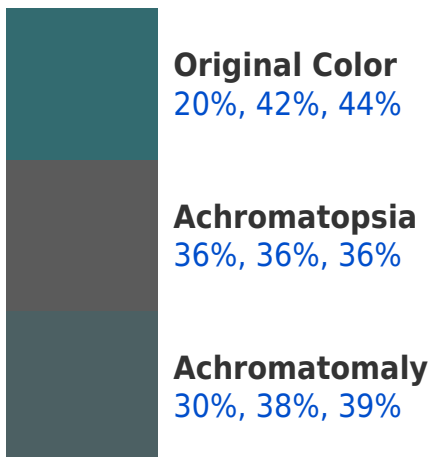 Original Color
20%, 42%, 44%
Achromatopsia
36%, 36%, 36%
Achromatomaly
30%, 38%, 39%